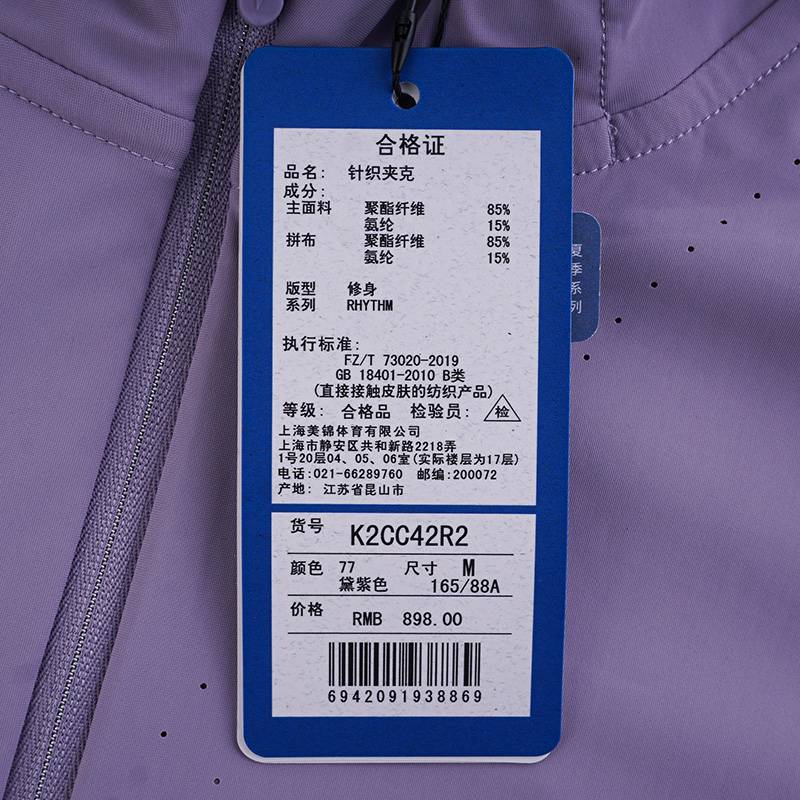 合格证
品名: 针织夹克
成分:
主面料 聚酯纤维 85%
氨纶 15%
拼布 聚酯纤维 85%
氨纶 15%
版型 修身
系列 RHYTHM
执行标准:
FZ/T 73020-2019
GB 18401-2010 B类
(直接接触皮肤的纺织产品)
等级: 合格品 检验员: 检
上海美锦体育有限公司
上海市静安区共和新路2218弄
1号20层04、05、06室(实际楼层为17层)
电话:021-66289760 邮编:200072
产地: 江苏省昆山市
货号 K2CC42R2
颜色 77 尺寸 M
黛紫色 165/88A
价格 RMB 898.00
6942091938869
夏季系列